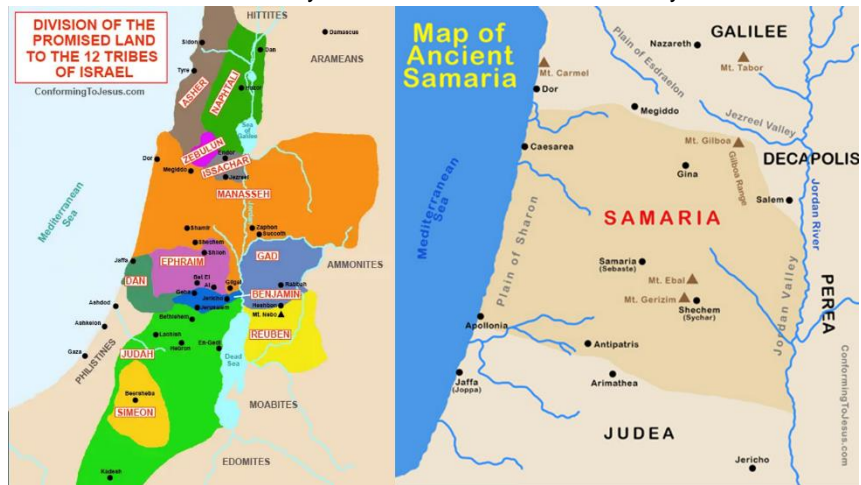 DIVISION OF THE
PROMISED LAND
TO THE 12 TRIBES
OF ISRAEL
ConformingToJesus.com
HITTITES
Damascus
ARAMEANS
Sidon
Dan
Tyre
ASHER
NAPHTALI
Hazor
Sea
of
Galilee
ZEBULUN
Endor
ISSACHAR
Dor
Megiddo
Jezreel
MANASSEH
Mediterranean
Sea
Shamir
Zaphon
Succoth
Shechem
Shiloh
EPHRAIM
GAD
Jaffa
DAN
Bet El
Ai
Gilgal
Rabbah
AMMONITES
Geba
Jericho
BENJAMIN
Heshbon
Ashdod
Jerusalem
Mt. Nebo
Bethlehem
REUBEN
Ashkelon
Lachish
Hebron
En-Gedi
Dead
Sea
Gaza
PHILISTINES
JUDAH
MOABITES
Beersheba
SIMEON
EDOMITES
Kadesh
Map of
Ancient
Samaria
GALILEE
Nazareth
Plain of Esdraelon
Mt. Tabor
Mt. Carmel
Dor
Megiddo
Jezreel Valley
Caesarea
Mt. Gilboa
Gilboa
Range
DECAPOLIS
Gina
Salem
Jordan River
Mediterranean Sea
Plain of Sharon
SAMARIA
Samaria
(Sebaste)
Mt. Ebal
Mt. Gerizim
Shechem
(Sychar)
Jordan Valley
PEREA
Apollonia
Antipatris
Jaffa
(Joppa)
Arimathea
JUDEA
Jericho
ConformingToJesus.com